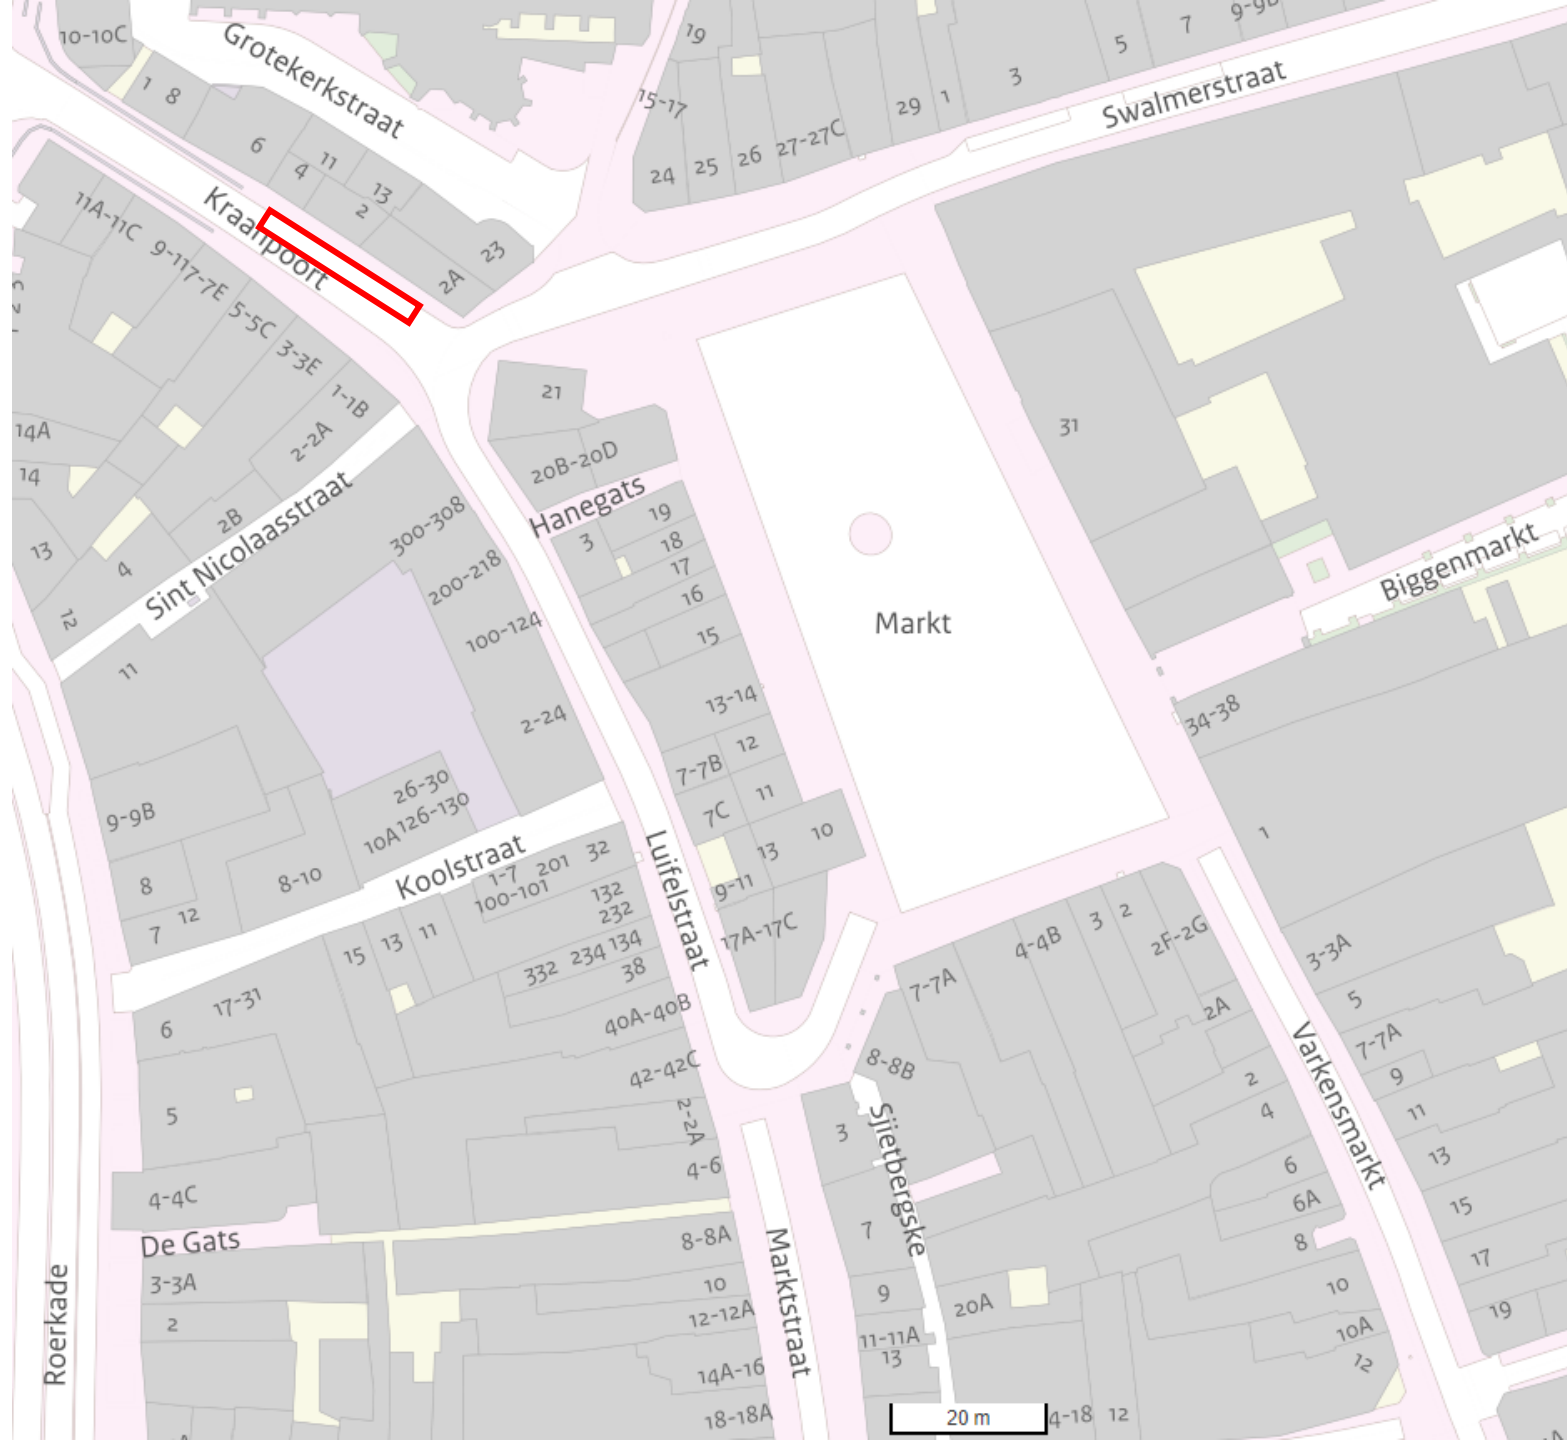 10-10C
Grotekerkstraat
19
5
7
9-9B
1
8
15-17
29
1
3
Swalmerstraat
6
4
11
13
2
24
25
26
27-27C
11A-11C
Kraanpoort
9-11
7-7E
23
2A
5-5C
3-3E
1-1B
2-2A
21
20B-20D
31
14A
14
2B
Sint Nicolaasstraat
300-308
200-218
100-124
Hanegats
3
19
18
17
16
15
Markt
Biggenmarkt
13
4
12
11
2-24
13-14
12
7-7B
11
7C
34-38
9-9B
26-30
126-130
10A
Luifelstraat
13
10
1
8
8-10
Koolstraat
1-7
201
32
100-101
132
232
9-11
17A-17C
7
12
15
13
11
332
234
134
38
40A-40B
7-7A
4-4B
3
2
2F-2G
3-3A
2A
5
17-31
6
42-42C
8-8B
Varkensmarkt
7-7A
9
11
2
4
5
2-2A
3
Sjietbergske
13
4-6
6
4-4C
6A
15
De Gats
8-8A
7
8
17
Roerkade
3-3A
2
10
12-12A
Marktstraat
9
20A
10
19
11-11A
13
10A
12
14A-16
18-18A
20 m
4-18
12